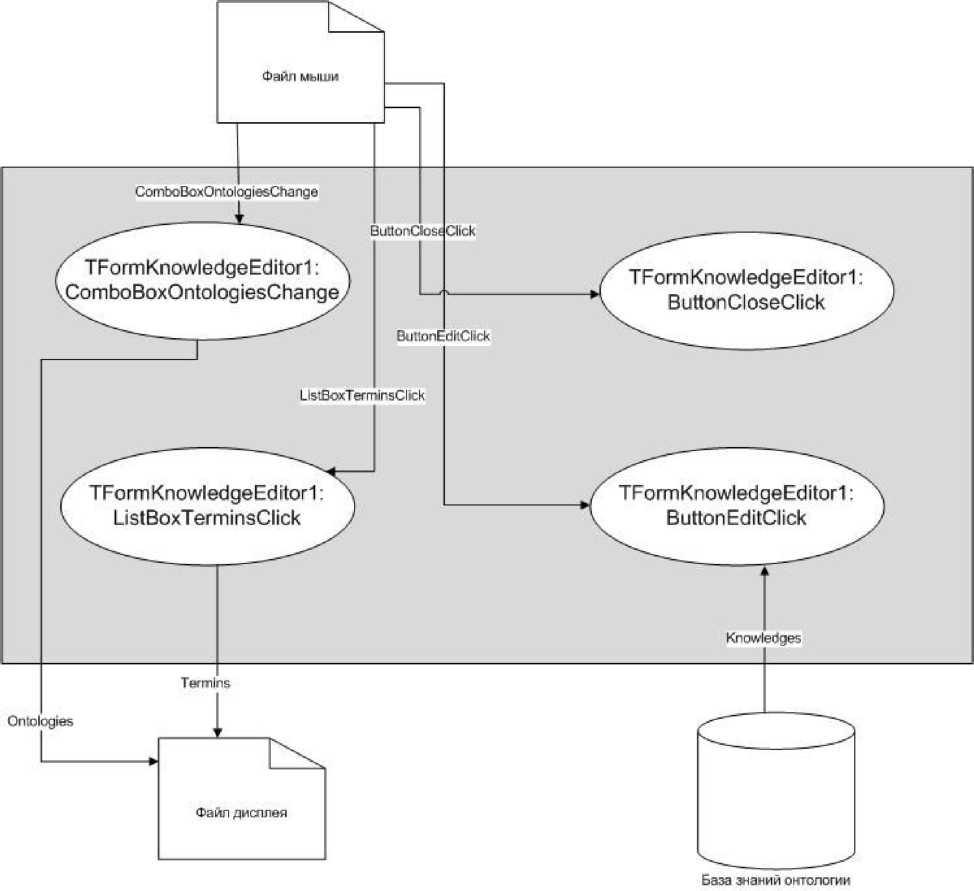 Файл мыши
ComboBoxOntologiesChange
ButtonCloseClick
TFormKnowledgeEditor1:
ComboBoxOntologiesChange
TFormKnowledgeEditor1:
ButtonCloseClick
ButtonEditClick
ListBoxTerminsClick
TFormKnowledgeEditor1:
ListBoxTerminsClick
TFormKnowledgeEditor1:
ButtonEditClick
Knowledges
Termins
Ontologies
Файл дисплея
База знаний онтологии